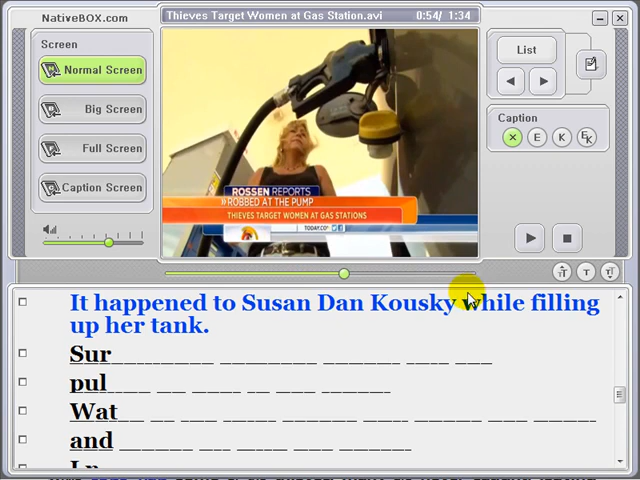 NativeBOX.com
Thieves Target Women at Gas Station.avi
0:54/ 1:34
Screen
Normal Screen
Big Screen
Full Screen
Caption Screen
List
Caption
E
K
EK
ROSSEN REPORTS
»ROBBED AT THE PUMP
THIEVES TARGET WOMEN AT GAS STATIONS
TODAY.CO
T
T
T
It happened to Susan Dan Kousky while filling
up her tank.
Sur
pul
Wat
and